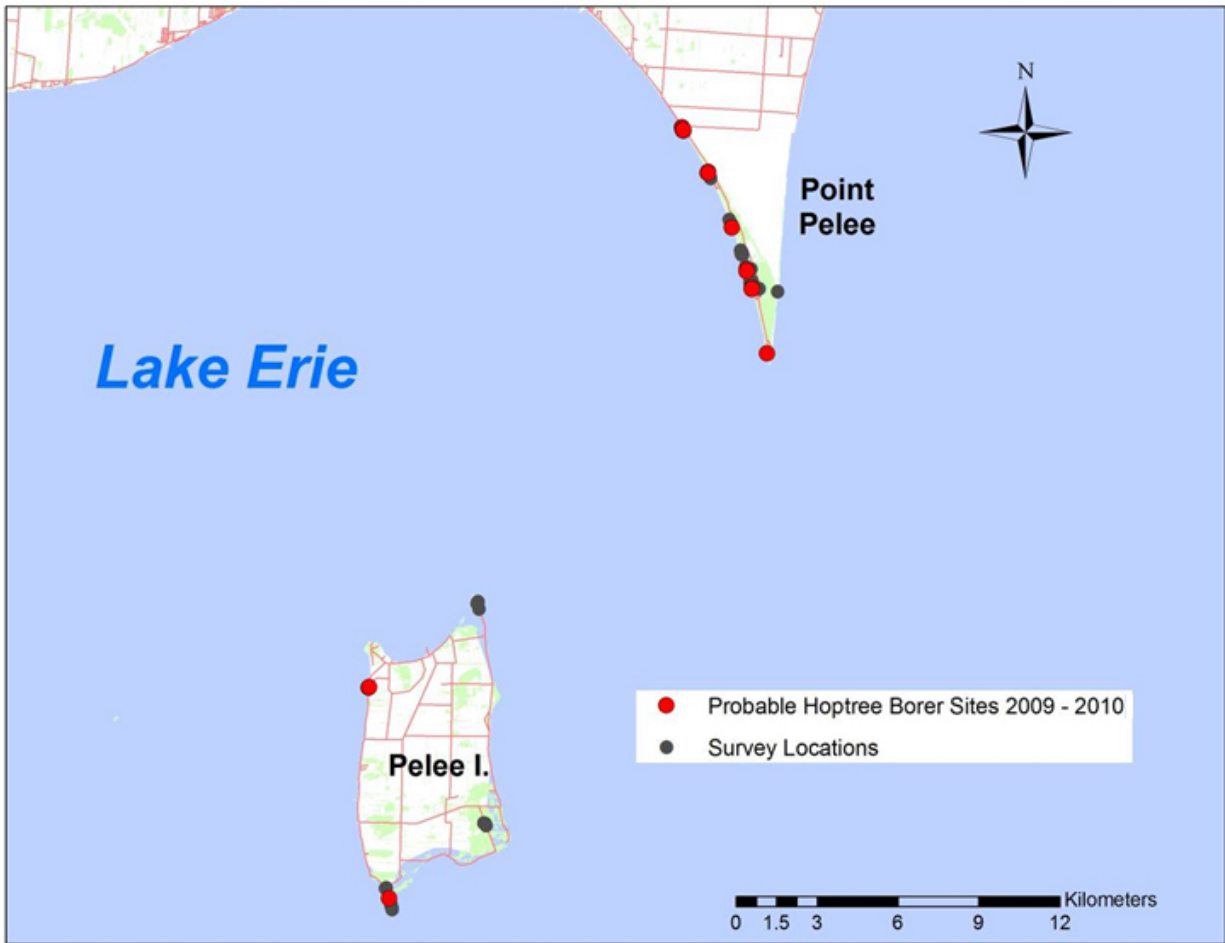 N
Point
Pelee
Lake Erie
Probable Hoptree Borer Sites 2009 - 2010
Survey Locations
Pelee I.
Kilometers
0 1.5 3 6 9 12